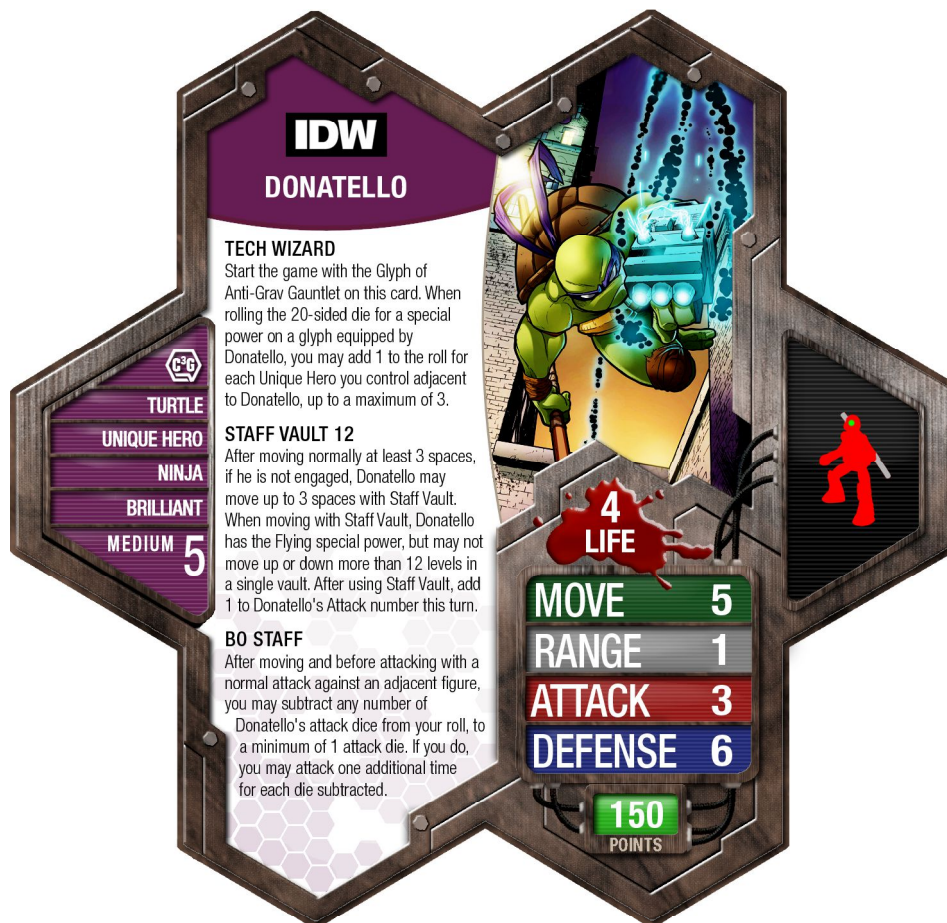 IDW
DONATELLO
TECH WIZARD
Start the game with the Glyph of
Anti-Grav Gauntlet on this card. When
rolling the 20-sided die for a special
power on a glyph equipped by
Donatello, you may add 1 to the roll for
each Unique Hero you control adjacent
to Donatello, up to a maximum of 3.
STAFF VAULT 12
After moving normally at least 3 spaces,
if he is not engaged, Donatello may
move up to 3 spaces with Staff Vault.
When moving with Staff Vault, Donatello
has the Flying special power, but may not
move up or down more than 12 levels in
a single vault. After using Staff Vault, add
1 to Donatello's Attack number this turn.
BO STAFF
After moving and before attacking with a
normal attack against an adjacent figure,
you may subtract any number of
Donatello's attack dice from your roll, to
a minimum of 1 attack die. If you do,
you may attack one additional time
for each die subtracted.
C³G
TURTLE
UNIQUE HERO
NINJA
BRILLIANT
MEDIUM 5
4
LIFE
MOVE 5
RANGE 1
ATTACK 3
DEFENSE 6
150
POINTS